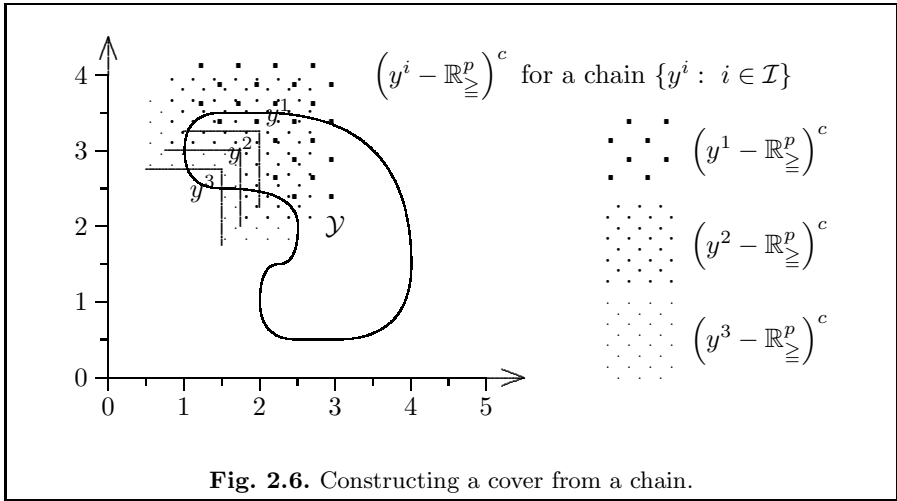 (y^i − ℝ^p_≧)^c for a chain {y^i : i ∈ ℐ}
4
y^1
3
y^2
(y^1 − ℝ^p_≧)^c
y^3
2
𝒴
(y^2 − ℝ^p_≧)^c
1
(y^3 − ℝ^p_≧)^c
0
0 1 2 3 4 5
Fig. 2.6. Constructing a cover from a chain.